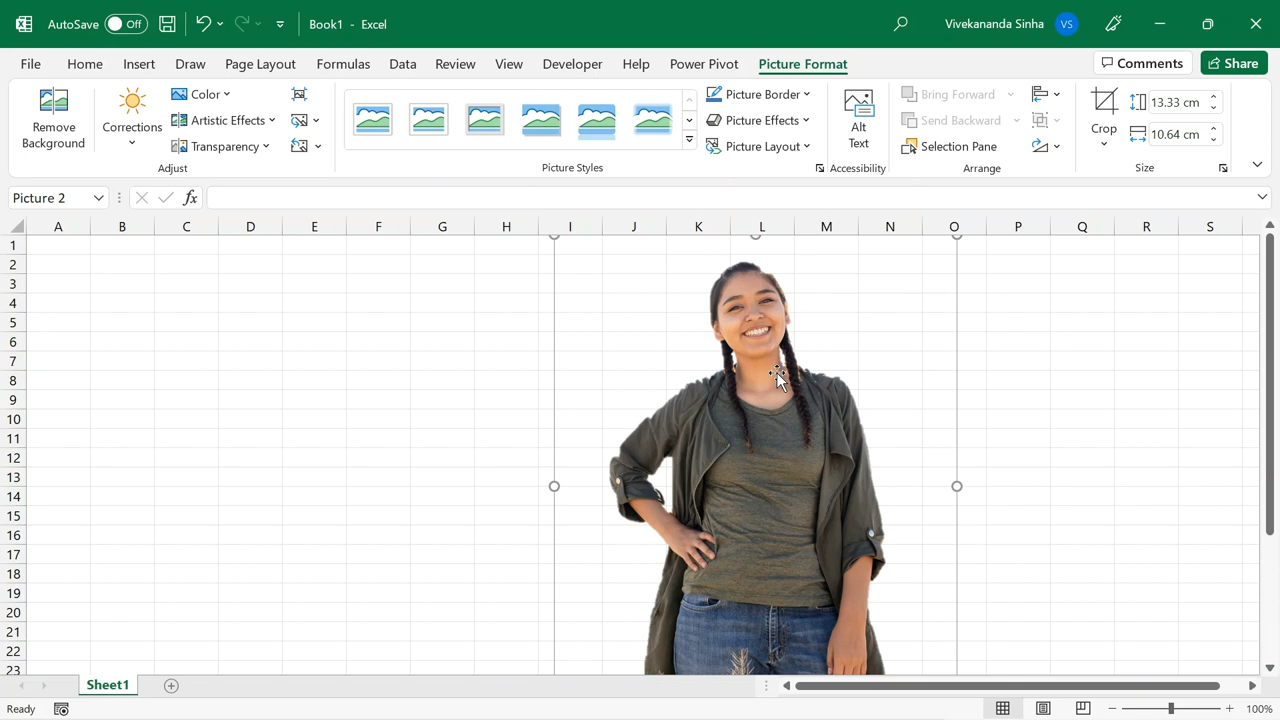 AutoSave Off Book1 - Excel Vivekananda Sinha VS
File Home Insert Draw Page Layout Formulas Data Review View Developer Help Power Pivot Picture Format Comments Share
Remove Background
Corrections
Color
Artistic Effects
Transparency
Adjust
Picture Styles
Picture Border
Picture Effects
Picture Layout
Alt Text
Accessibility
Bring Forward
Send Backward
Selection Pane
Arrange
Crop
13.33 cm
10.64 cm
Size
Picture 2 fx
A B C D E F G H I J K L M N O P Q R S
1
2
3
4
5
6
7
8
9
10
11
12
13
14
15
16
17
18
19
20
21
22
23
Sheet1
Ready 100%